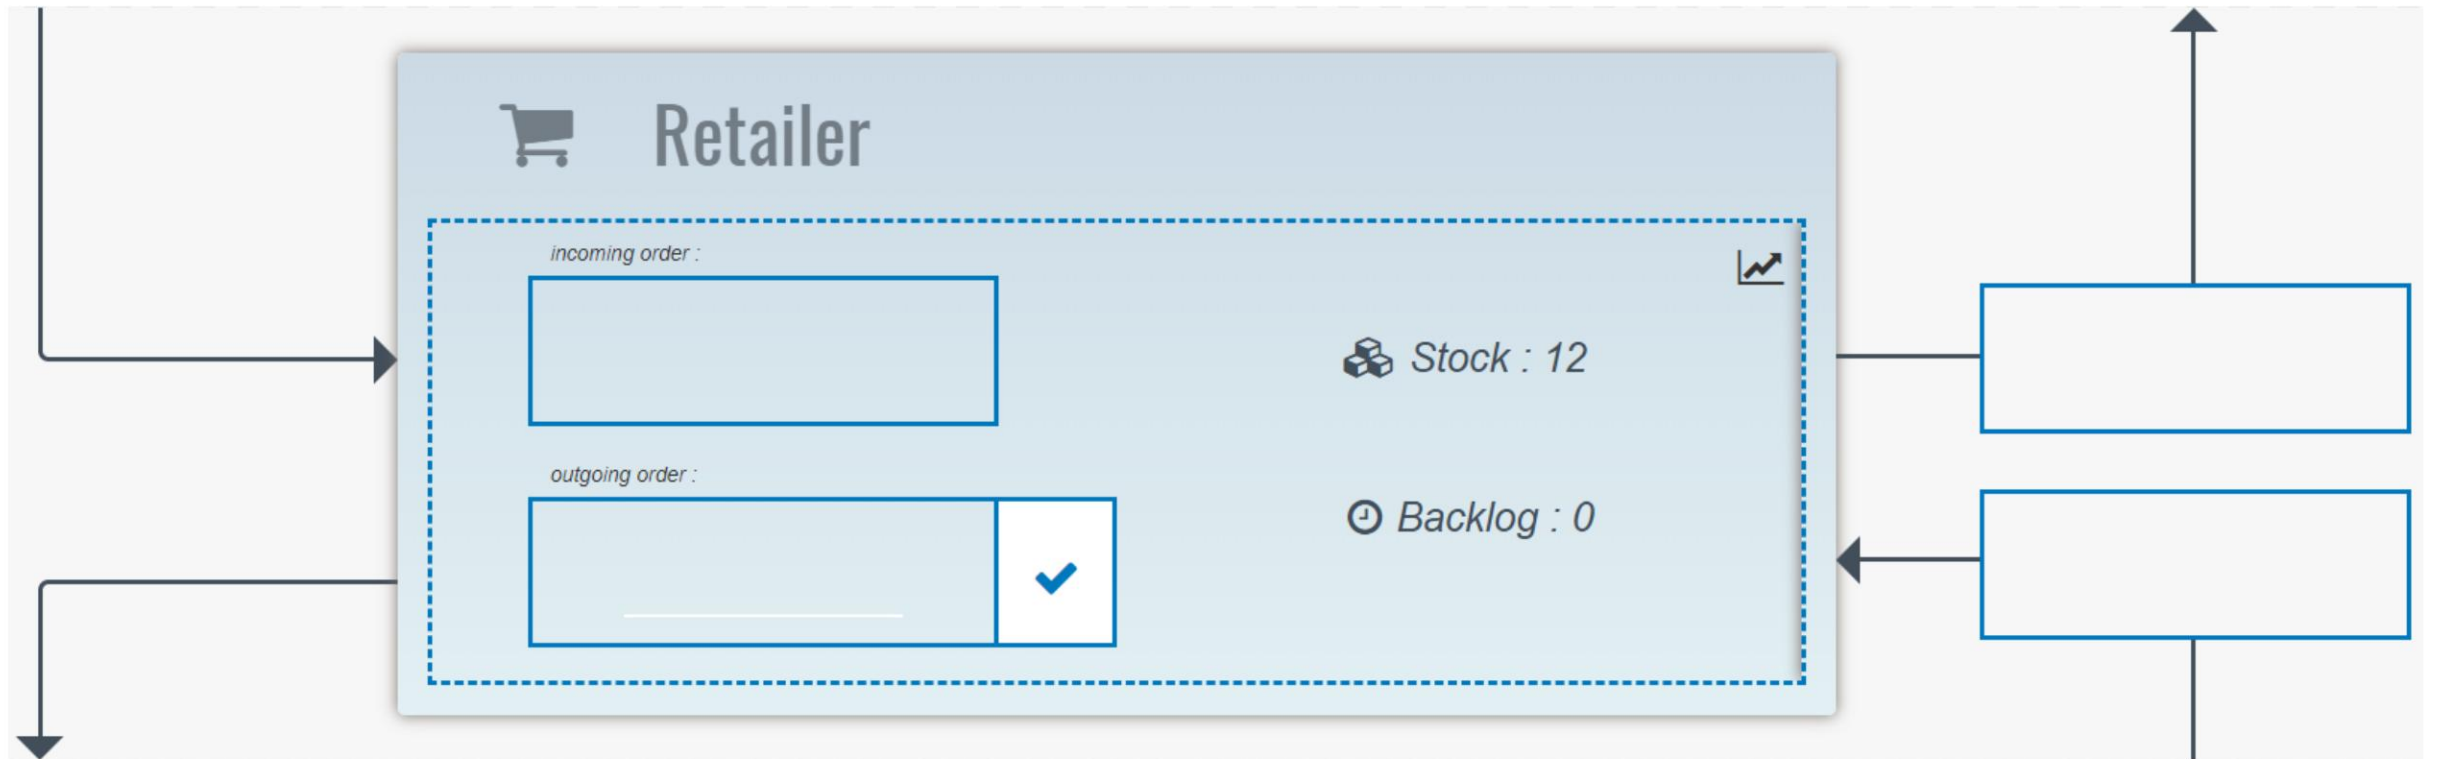 Retailer
incoming order :
Stock : 12
outgoing order :
Backlog : 0